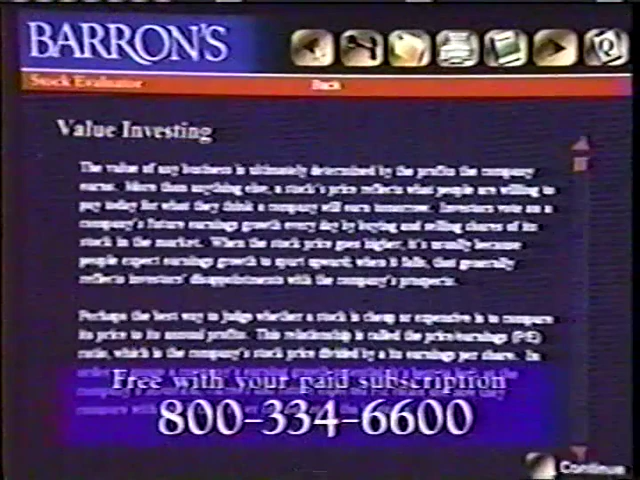 BARRON'S
Stock Evaluator
Back
Value Investing
The value of any business is ultimately determined by the profits the company
earns. More than anything else, a stock's price reflects what people are willing to
pay today for what they think a company will earn tomorrow. Investors vote on a
company's future earnings growth every day by buying and selling shares of its
stock in the market. When the stock price goes higher, it's usually because
people expect earnings growth to spurt upward; when it falls, that generally
reflects investors' disappointments with the company's prospects.
Perhaps the best way to judge whether a stock is cheap or expensive is to compare
its price to its annual profits. This relationship is called the price/earnings (P/E)
ratio, which is the company's stock price divided by a its earnings per share. In
Free with your paid subscription
800-334-6600
Continue